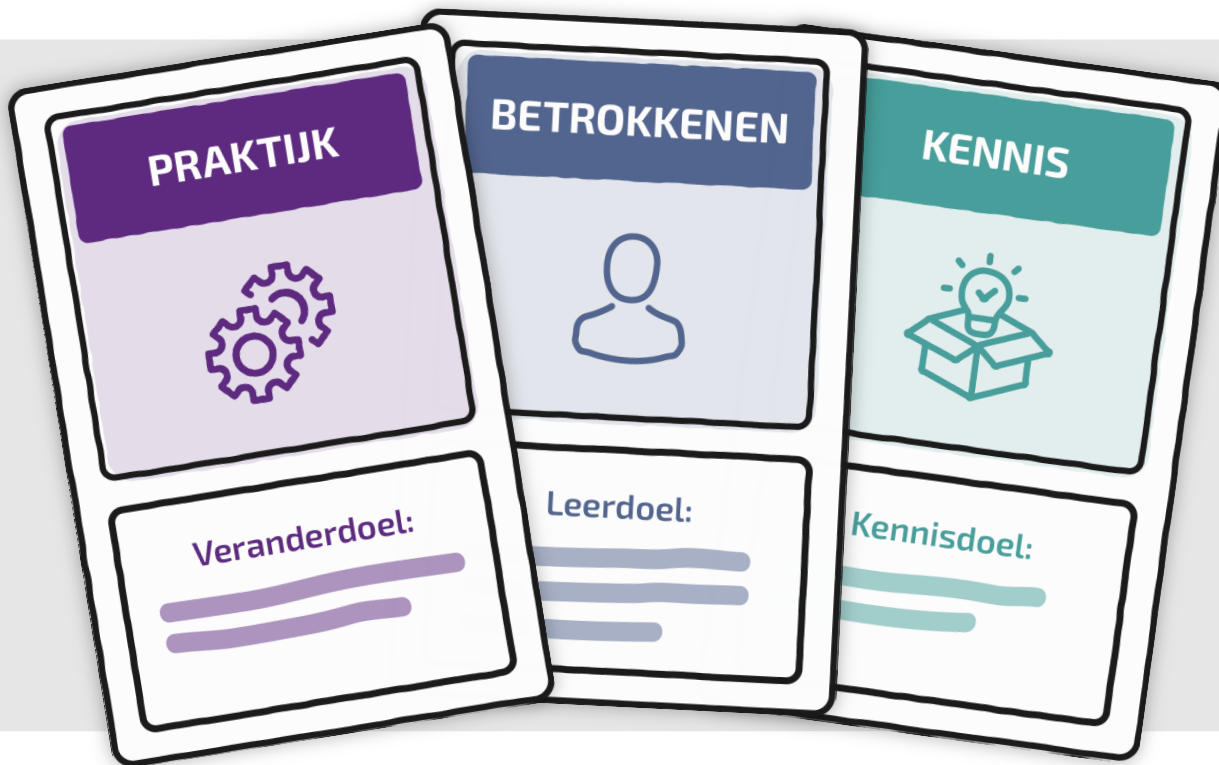 PRAKTIJK
Veranderdoel:
BETROKKENEN
Leerdoel:
KENNIS
Kennisdoel: